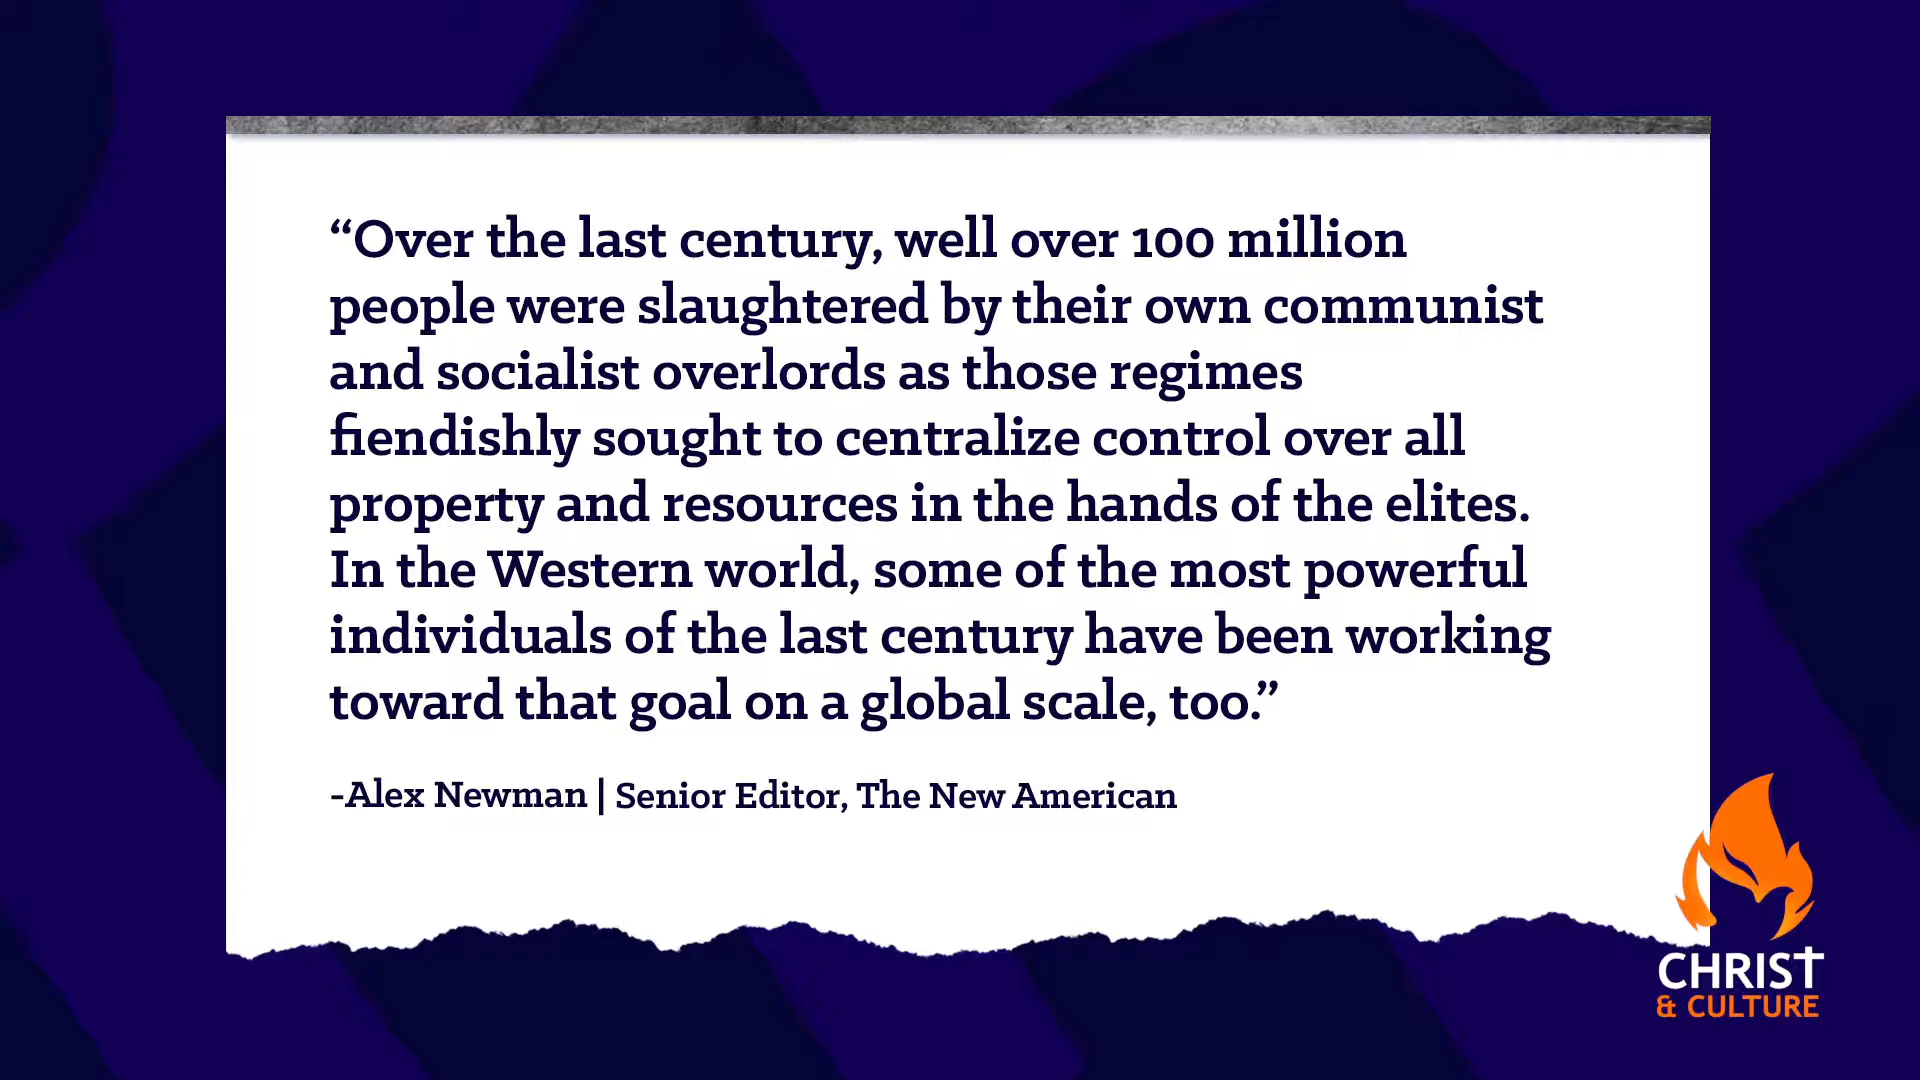 “Over the last century, well over 100 million
people were slaughtered by their own communist
and socialist overlords as those regimes
fiendishly sought to centralize control over all
property and resources in the hands of the elites.
In the Western world, some of the most powerful
individuals of the last century have been working
toward that goal on a global scale, too.”
-Alex Newman | Senior Editor, The New American
CHRIST
& CULTURE